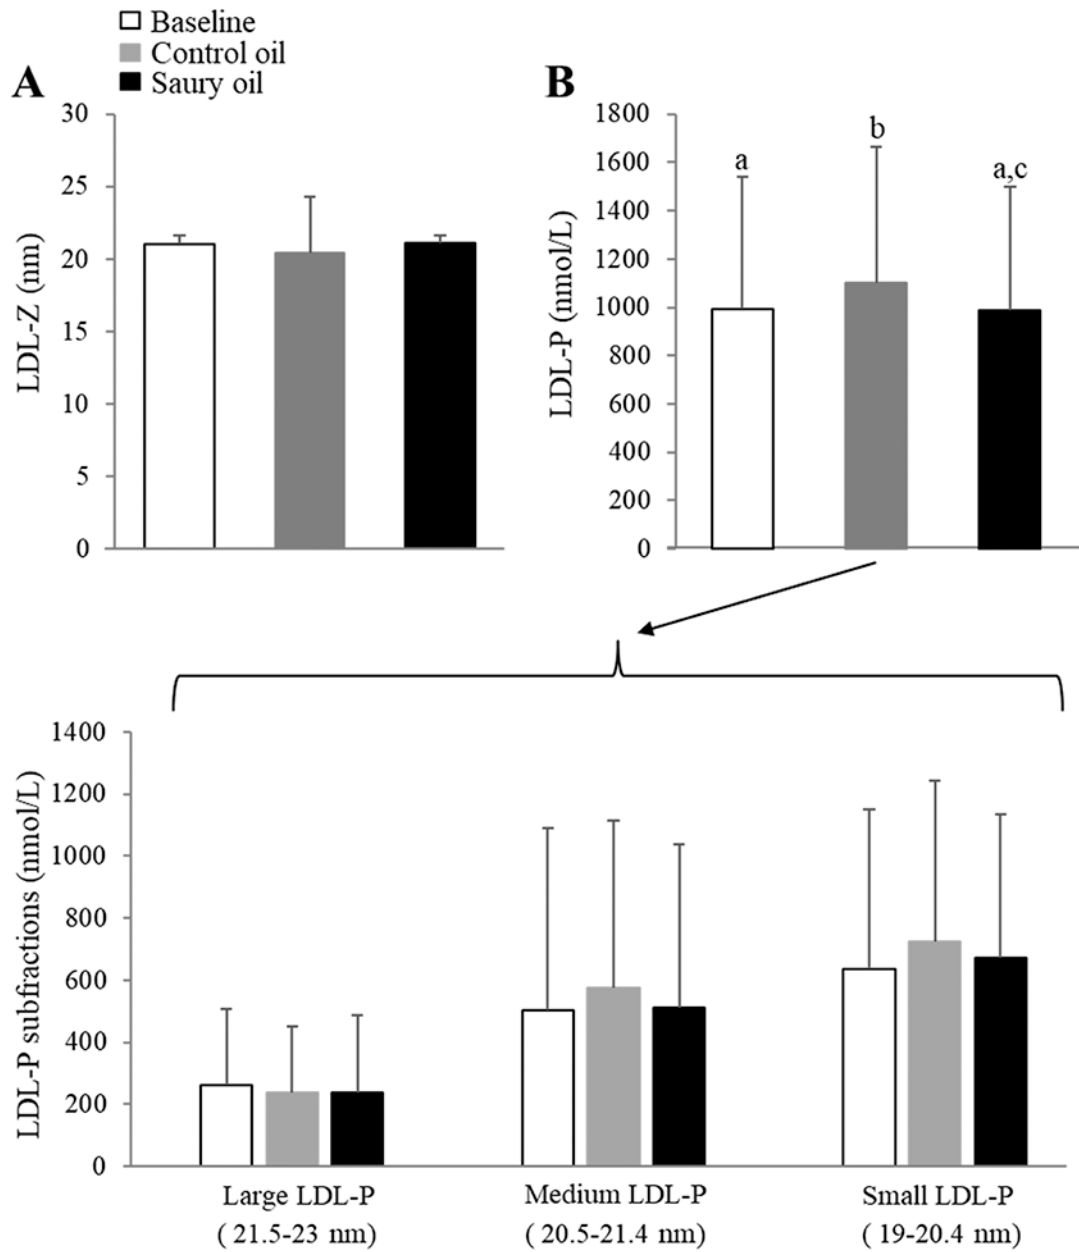 Baseline
Control oil
Saury oil
A
30
25
20
15
10
5
0
LDL-Z (nm)
B
1800
1600
1400
1200
1000
800
600
400
200
0
LDL-P (nmol/L)
a
b
a,c
1400
1200
1000
800
600
400
200
0
LDL-P subfractions (nmol/L)
Large LDL-P
( 21.5-23 nm)
Medium LDL-P
( 20.5-21.4 nm)
Small LDL-P
( 19-20.4 nm)